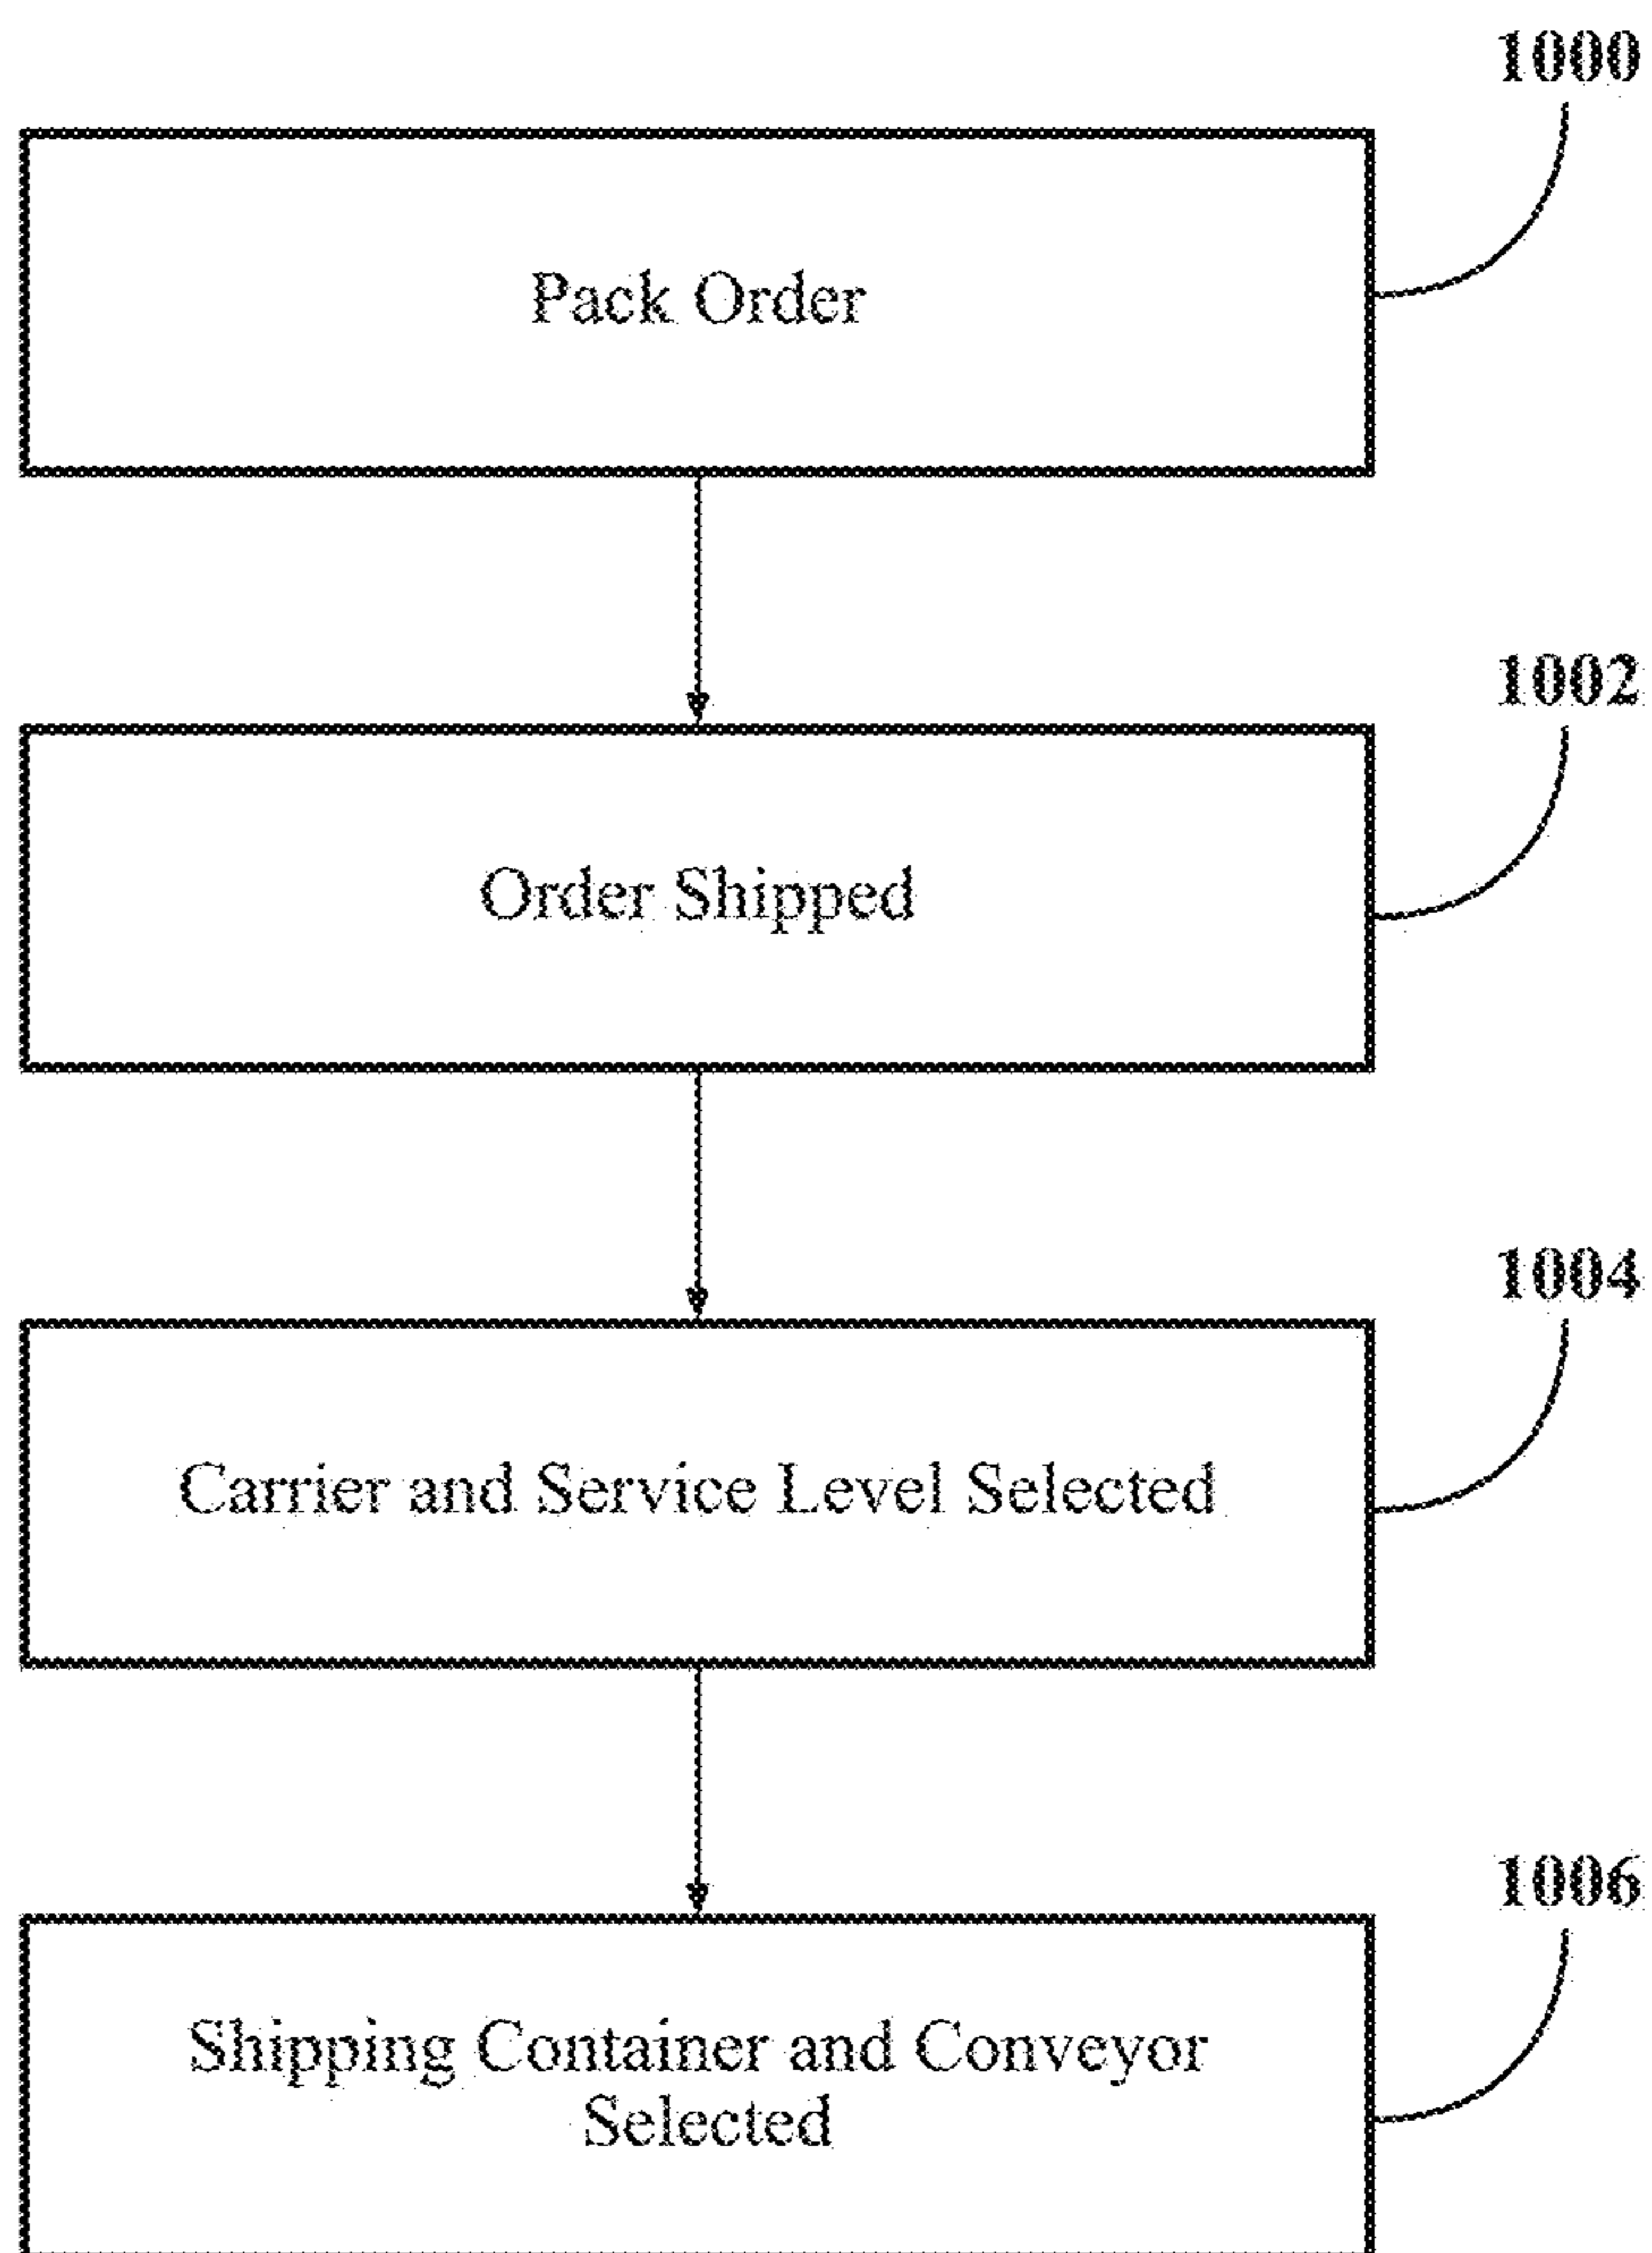 1000
Pack Order
1002
Order Shipped
1004
Carrier and Service Level Selected
1006
Shipping Container and Conveyor
Selected